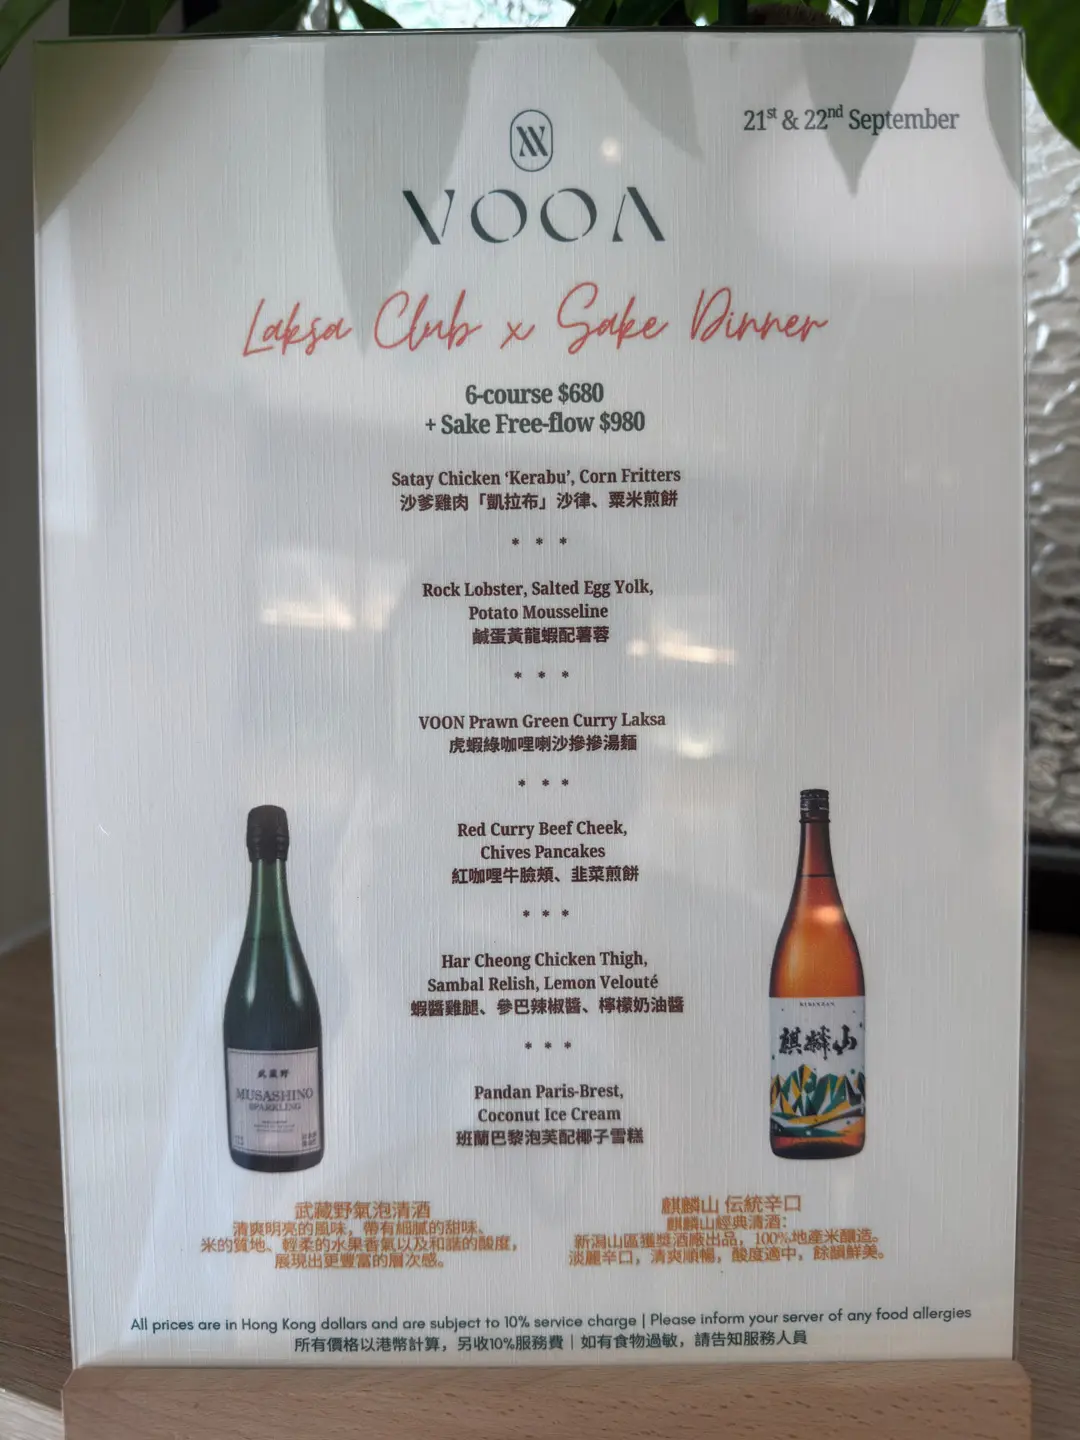 21st & 22nd September
VOON
Laksa Club x Sake Dinner
6-course $680
+ Sake Free-flow $980
Satay Chicken ‘Kerabu’, Corn Fritters
沙爹雞肉「凱拉布」沙律、粟米煎餅
* * *
Rock Lobster, Salted Egg Yolk,
Potato Mousseline
鹹蛋黃龍蝦配薯蓉
* * *
VOON Prawn Green Curry Laksa
虎蝦綠咖哩喇沙摻摻湯麵
* * *
Red Curry Beef Cheek,
Chives Pancakes
紅咖哩牛臉頰、韭菜煎餅
* * *
Har Cheong Chicken Thigh,
Sambal Relish, Lemon Velouté
蝦醬雞腿、參巴辣椒醬、檸檬奶油醬
* * *
Pandan Paris-Brest,
Coconut Ice Cream
班蘭巴黎泡芙配椰子雪糕
武蔵野
MUSASHINO
SPARKLING
KIRINZAN
麒麟山
武藏野氣泡清酒
清爽明亮的風味，帶有細膩的甜味、
米的質地、輕柔的水果香氣以及和諧的酸度，
展現出更豐富的層次感。
麒麟山 伝統辛口
麒麟山經典清酒：
新潟山區獲獎酒廠出品，100%地產米釀造。
淡麗辛口，清爽順暢，酸度適中，餘韻鮮美。
All prices are in Hong Kong dollars and are subject to 10% service charge | Please inform your server of any food allergies
所有價格以港幣計算，另收10%服務費｜如有食物過敏，請告知服務人員